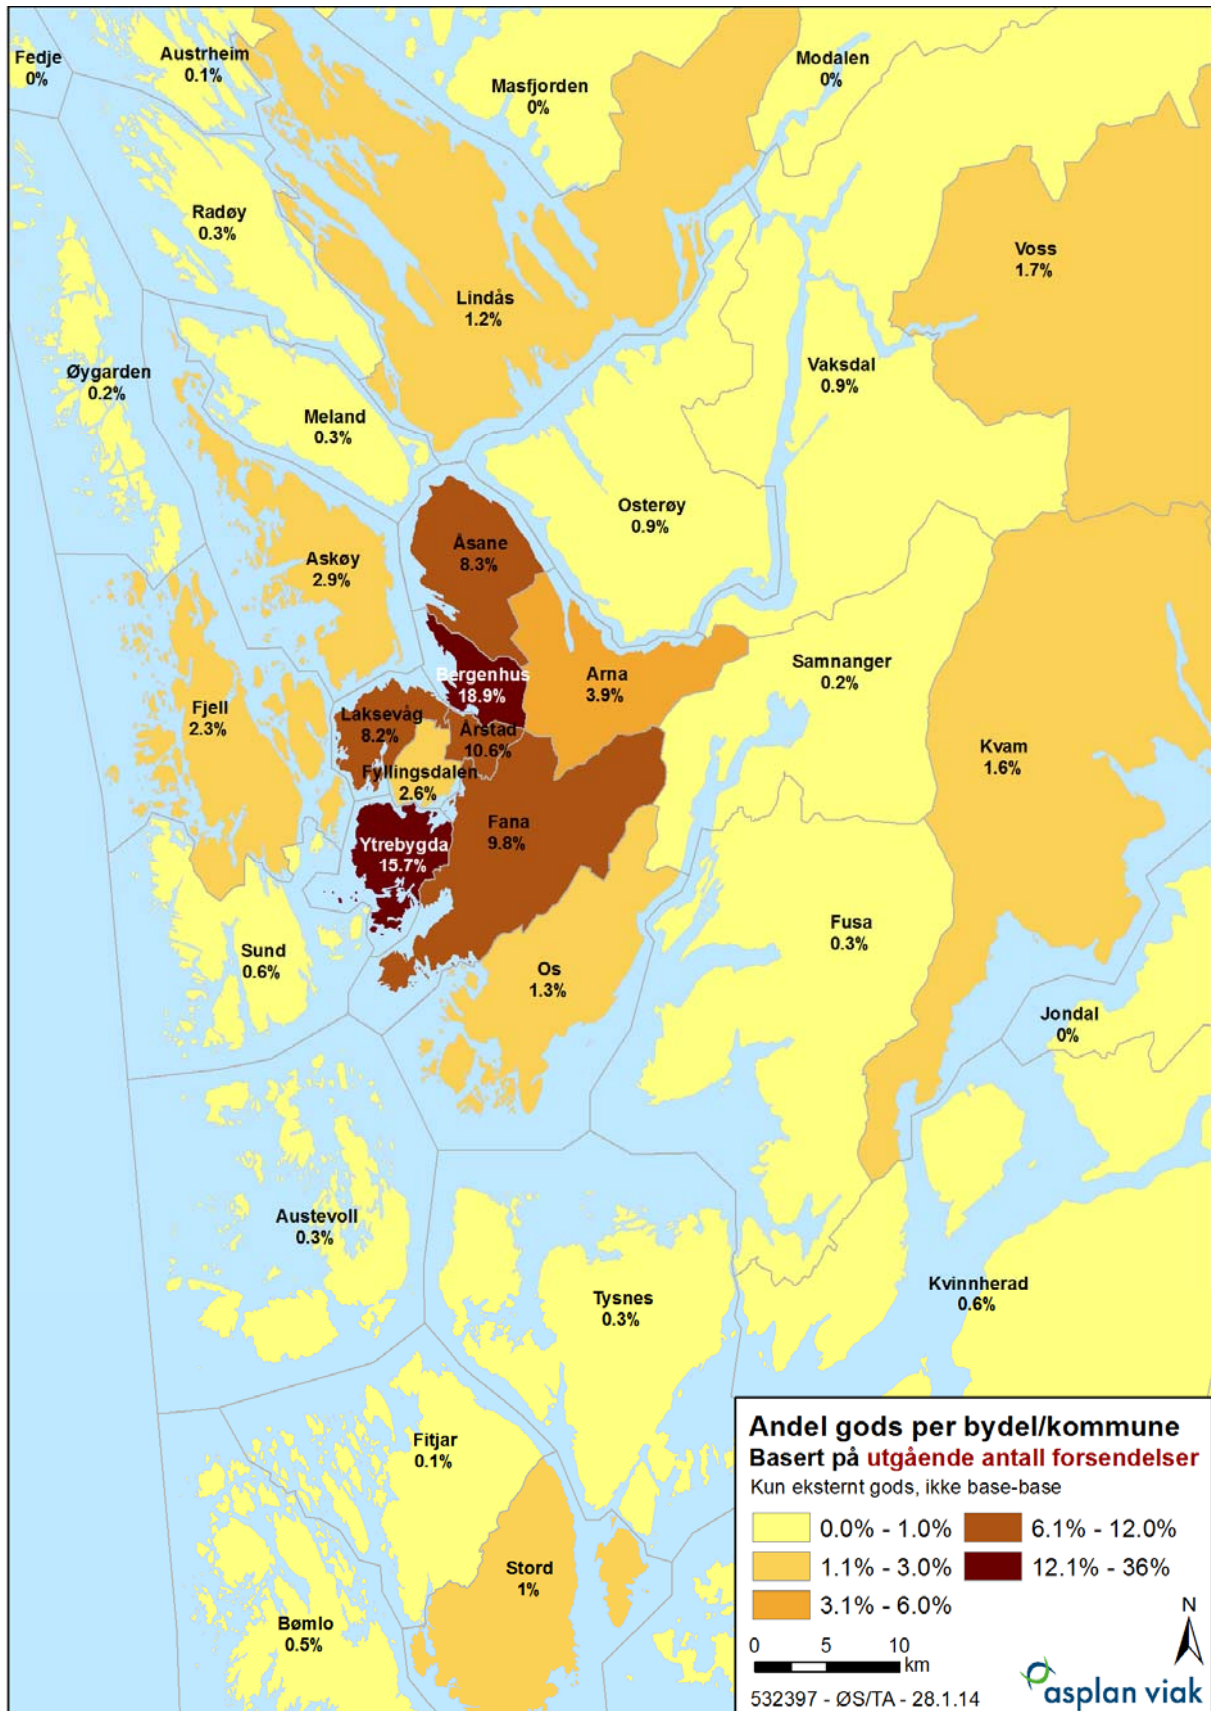 Fedje
0%
Austrheim
0.1%
Masfjorden
0%
Modalen
0%
Radøy
0.3%
Voss
1.7%
Lindås
1.2%
Øygarden
0.2%
Vaksdal
0.9%
Meland
0.3%
Osterøy
0.9%
Åsane
8.3%
Askøy
2.9%
Bergenhus
18.9%
Arna
3.9%
Samnanger
0.2%
Fjell
2.3%
Laksevåg
8.2%
Årstad
10.6%
Kvam
1.6%
Fyllingsdalen
2.6%
Fana
9.8%
Ytrebygda
15.7%
Fusa
0.3%
Sund
0.6%
Os
1.3%
Jondal
0%
Austevoll
0.3%
Kvinnherad
0.6%
Tysnes
0.3%
Fitjar
0.1%
Stord
1%
Bømlo
0.5%
Andel gods per bydel/kommune
Basert på utgående antall forsendelser
Kun eksternt gods, ikke base-base
0.0% - 1.0%
6.1% - 12.0%
1.1% - 3.0%
12.1% - 36%
3.1% - 6.0%
N
0 5 10
km
532397 - ØS/TA - 28.1.14
asplan viak